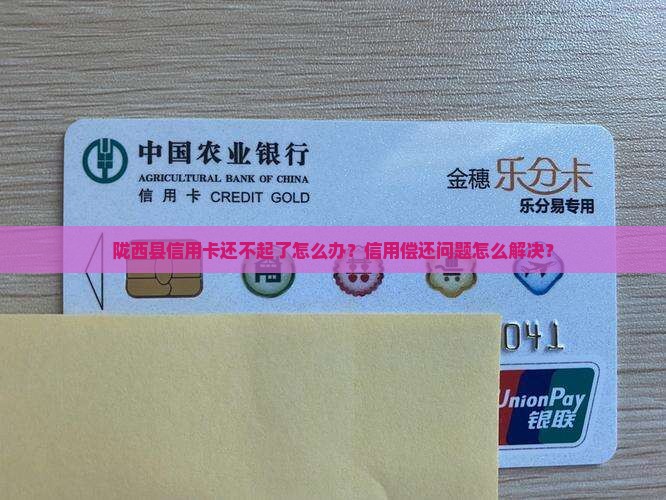 中国农业银行
AGRICULTURAL BANK OF CHINA
信用卡 CREDIT GOLD
金穗 乐分卡
乐分易专用
陇西县信用卡还不起了怎么办？信用偿还问题怎么解决？
041
UnionPay
银联